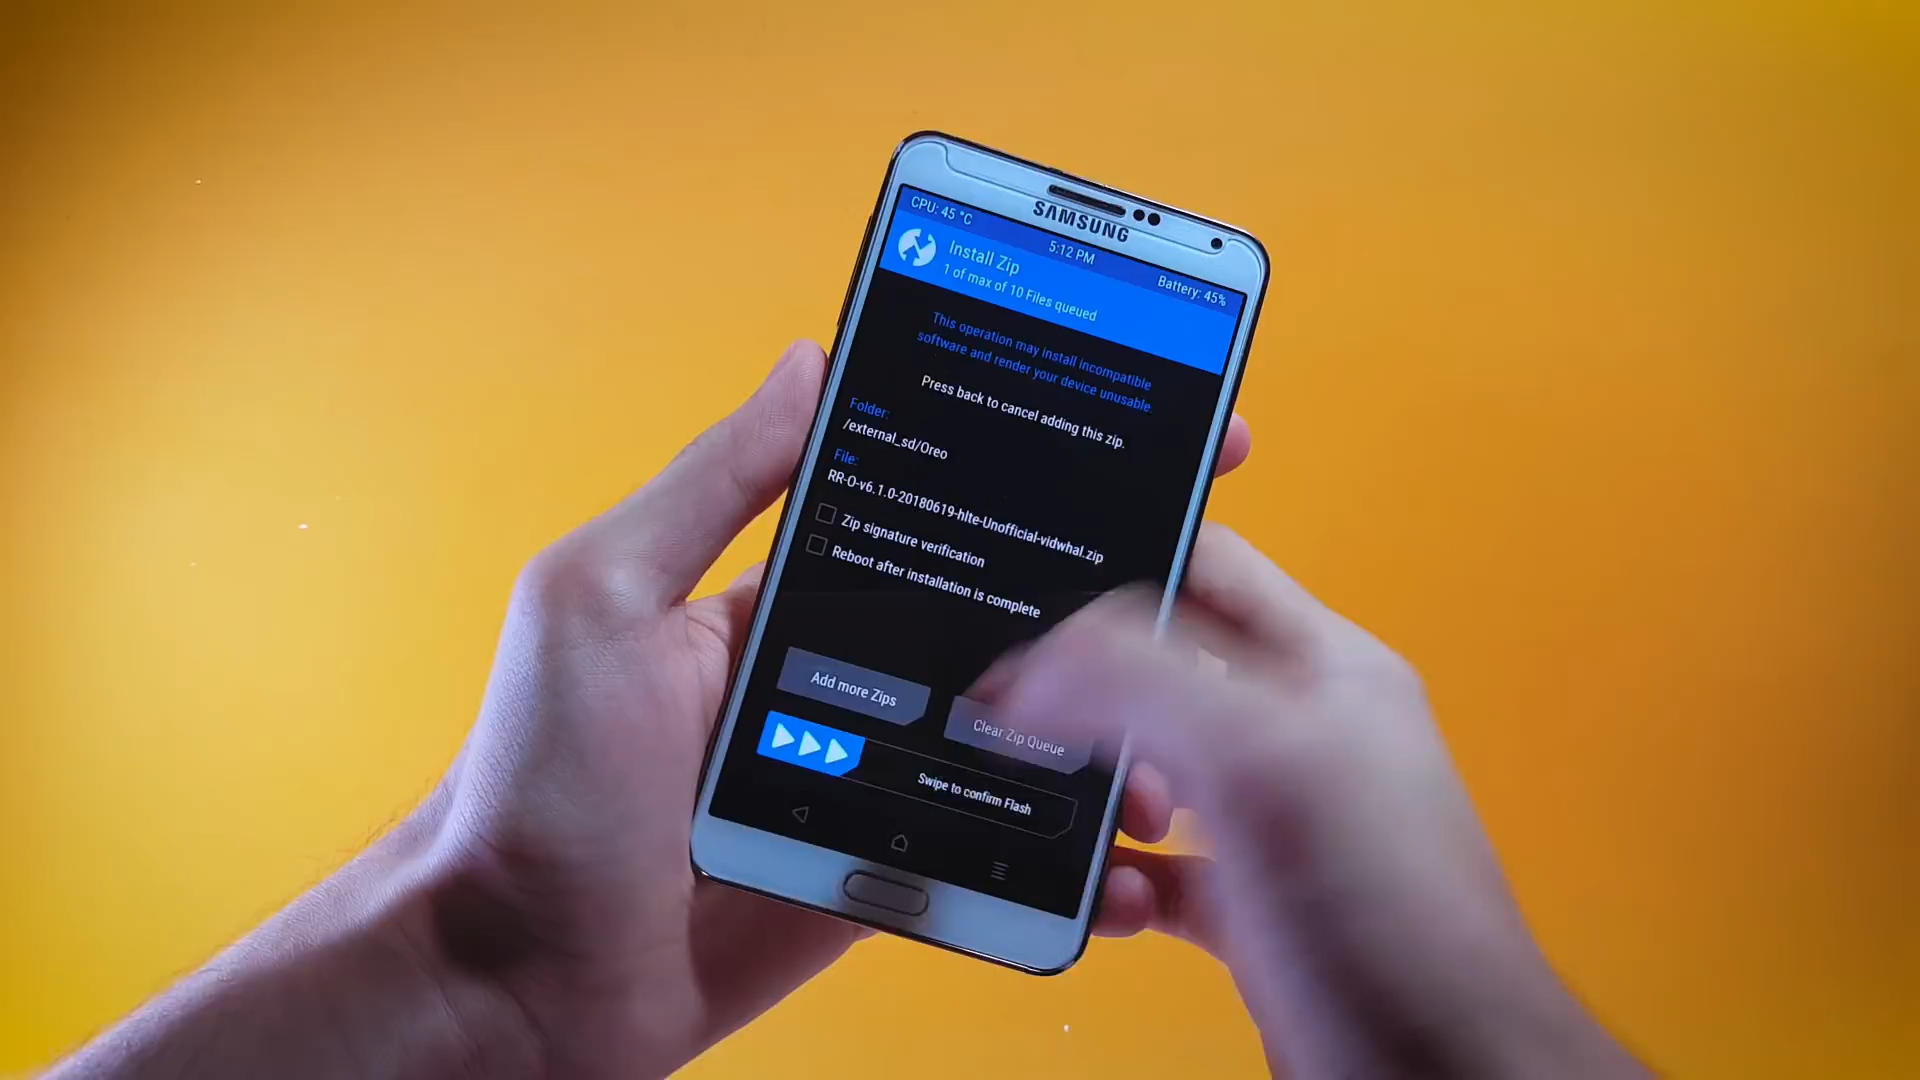 SAMSUNG
CPU: 45 °C
5:12 PM
Battery: 45%
Install Zip
1 of max of 10 Files queued
This operation may install incompatible
software and render your device unusable.
Press back to cancel adding this zip.
Folder:
/external_sd/Oreo
File:
RR-O-v6.1.0-20180619-hlte-Unofficial-vidwhal.zip
Zip signature verification
Reboot after installation is complete
Add more Zips
Clear Zip Queue
Swipe to confirm Flash